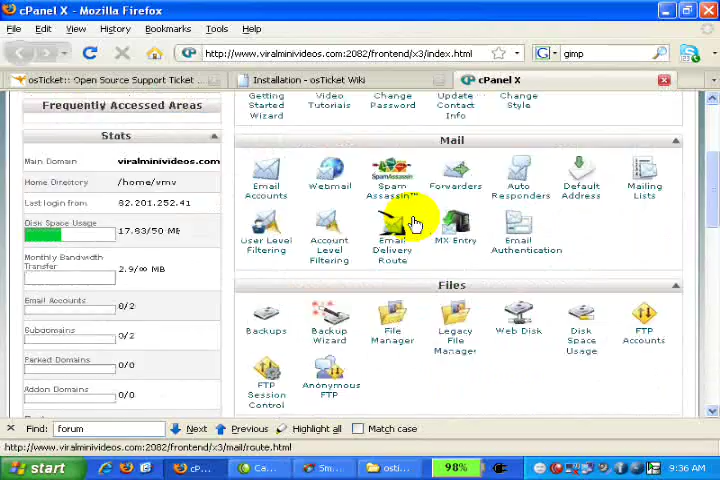 cPanel X - Mozilla Firefox
File Edit View History Bookmarks Tools Help
http://www.viralminivideos.com:2082/frontend/x3/index.html
gimp
osTicket:: Open Source Support Ticket ...
Installation - osTicket Wiki
cPanel X
Frequently Accessed Areas
Stats
Main Domain viralminivideos.com
Home Directory /home/vmv
Last login from 82.201.252.41
Disk Space Usage
17.83/50 MB
Monthly Bandwidth Transfer
2.9/∞ MB
Email Accounts 0/2
Subdomains 0/2
Parked Domains 0/0
Addon Domains 0/0
Getting Started Wizard
Video Tutorials
Change Password
Update Contact Info
Change Style
Mail
Email Accounts
Webmail
SpamAssassin
Spam Assassin™
Forwarders
Auto Responders
Default Address
Mailing Lists
User Level Filtering
Account Level Filtering
Email Delivery Route
MX Entry
Email Authentication
Files
Backups
Backup Wizard
File Manager
Legacy File Manager
Web Disk
Disk Space Usage
FTP Accounts
FTP Session Control
Anonymous FTP
Find: forum Next Previous Highlight all Match case
http://www.viralminivideos.com:2082/frontend/x3/mail/route.html
start
cP...
Ca...
Sm...
osti...
98%
9:36 AM